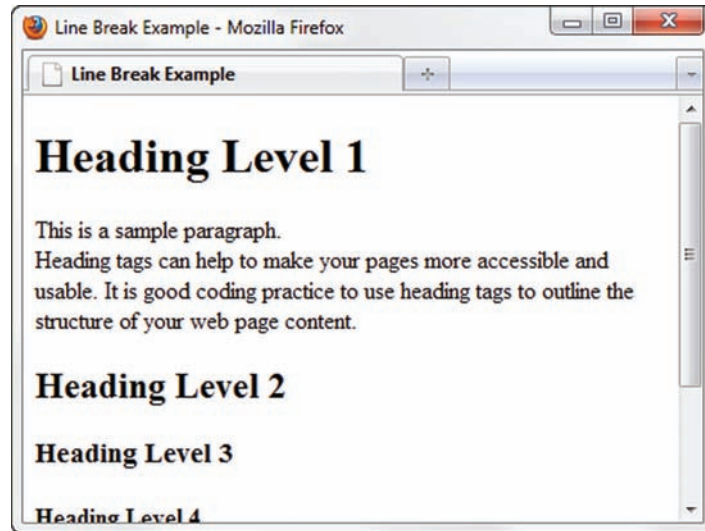 Line Break Example - Mozilla Firefox
Line Break Example
Heading Level 1
This is a sample paragraph.
Heading tags can help to make your pages more accessible and
usable. It is good coding practice to use heading tags to outline the
structure of your web page content.
Heading Level 2
Heading Level 3
Heading Level 4